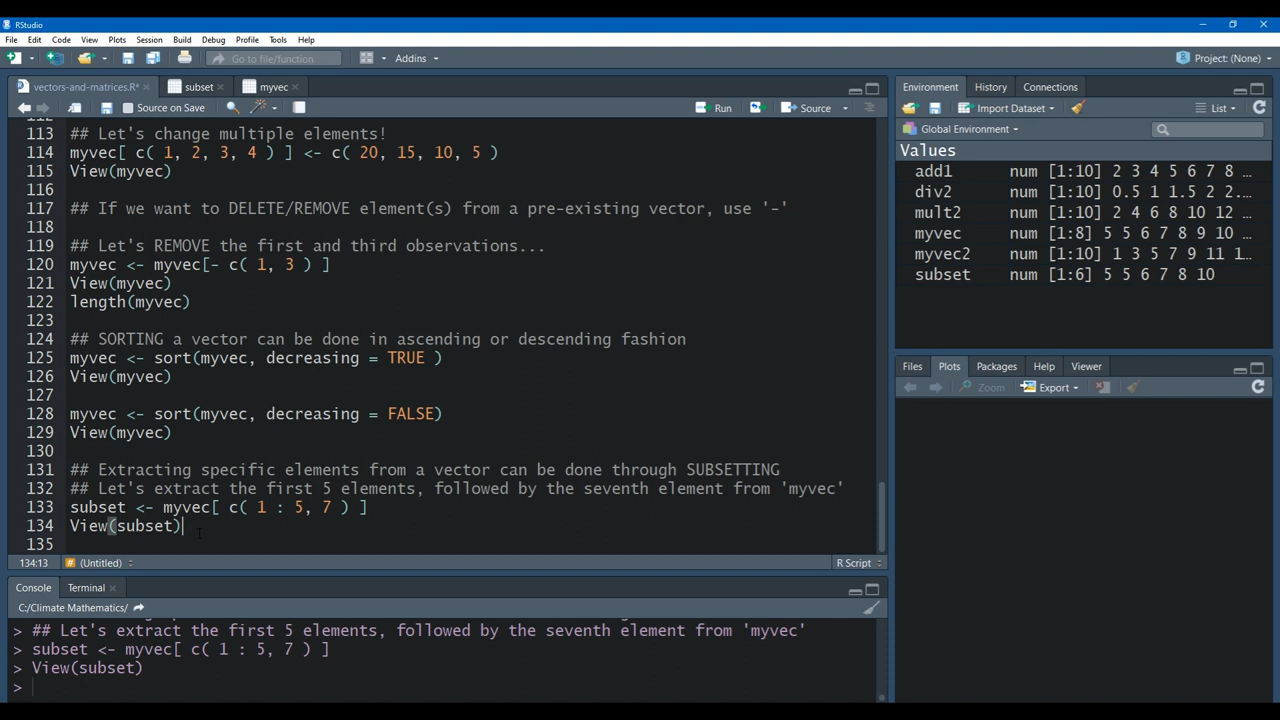 RStudio
File Edit Code View Plots Session Build Debug Profile Tools Help
Go to file/function Addins Project: (None)
vectors-and-matrices.R* subset myvec
Source on Save Run Source
113 ## Let's change multiple elements!
114 myvec[ c( 1, 2, 3, 4 ) ] <- c( 20, 15, 10, 5 )
115 View(myvec)
116
117 ## If we want to DELETE/REMOVE element(s) from a pre-existing vector, use '-'
118
119 ## Let's REMOVE the first and third observations...
120 myvec <- myvec[- c( 1, 3 ) ]
121 View(myvec)
122 length(myvec)
123
124 ## SORTING a vector can be done in ascending or descending fashion
125 myvec <- sort(myvec, decreasing = TRUE )
126 View(myvec)
127
128 myvec <- sort(myvec, decreasing = FALSE)
129 View(myvec)
130
131 ## Extracting specific elements from a vector can be done through SUBSETTING
132 ## Let's extract the first 5 elements, followed by the seventh element from 'myvec'
133 subset <- myvec[ c( 1 : 5, 7 ) ]
134 View(subset)
135
134:13 # (Untitled) R Script
Console Terminal
C:/Climate Mathematics/
> ## Let's extract the first 5 elements, followed by the seventh element from 'myvec'
> subset <- myvec[ c( 1 : 5, 7 ) ]
> View(subset)
>
Environment History Connections
Import Dataset List
Global Environment
Values
add1 num [1:10] 2 3 4 5 6 7 8 …
div2 num [1:10] 0.5 1 1.5 2 2.…
mult2 num [1:10] 2 4 6 8 10 12 …
myvec num [1:8] 5 5 6 7 8 9 10 …
myvec2 num [1:10] 1 3 5 7 9 11 1…
subset num [1:6] 5 5 6 7 8 10
Files Plots Packages Help Viewer
Zoom Export